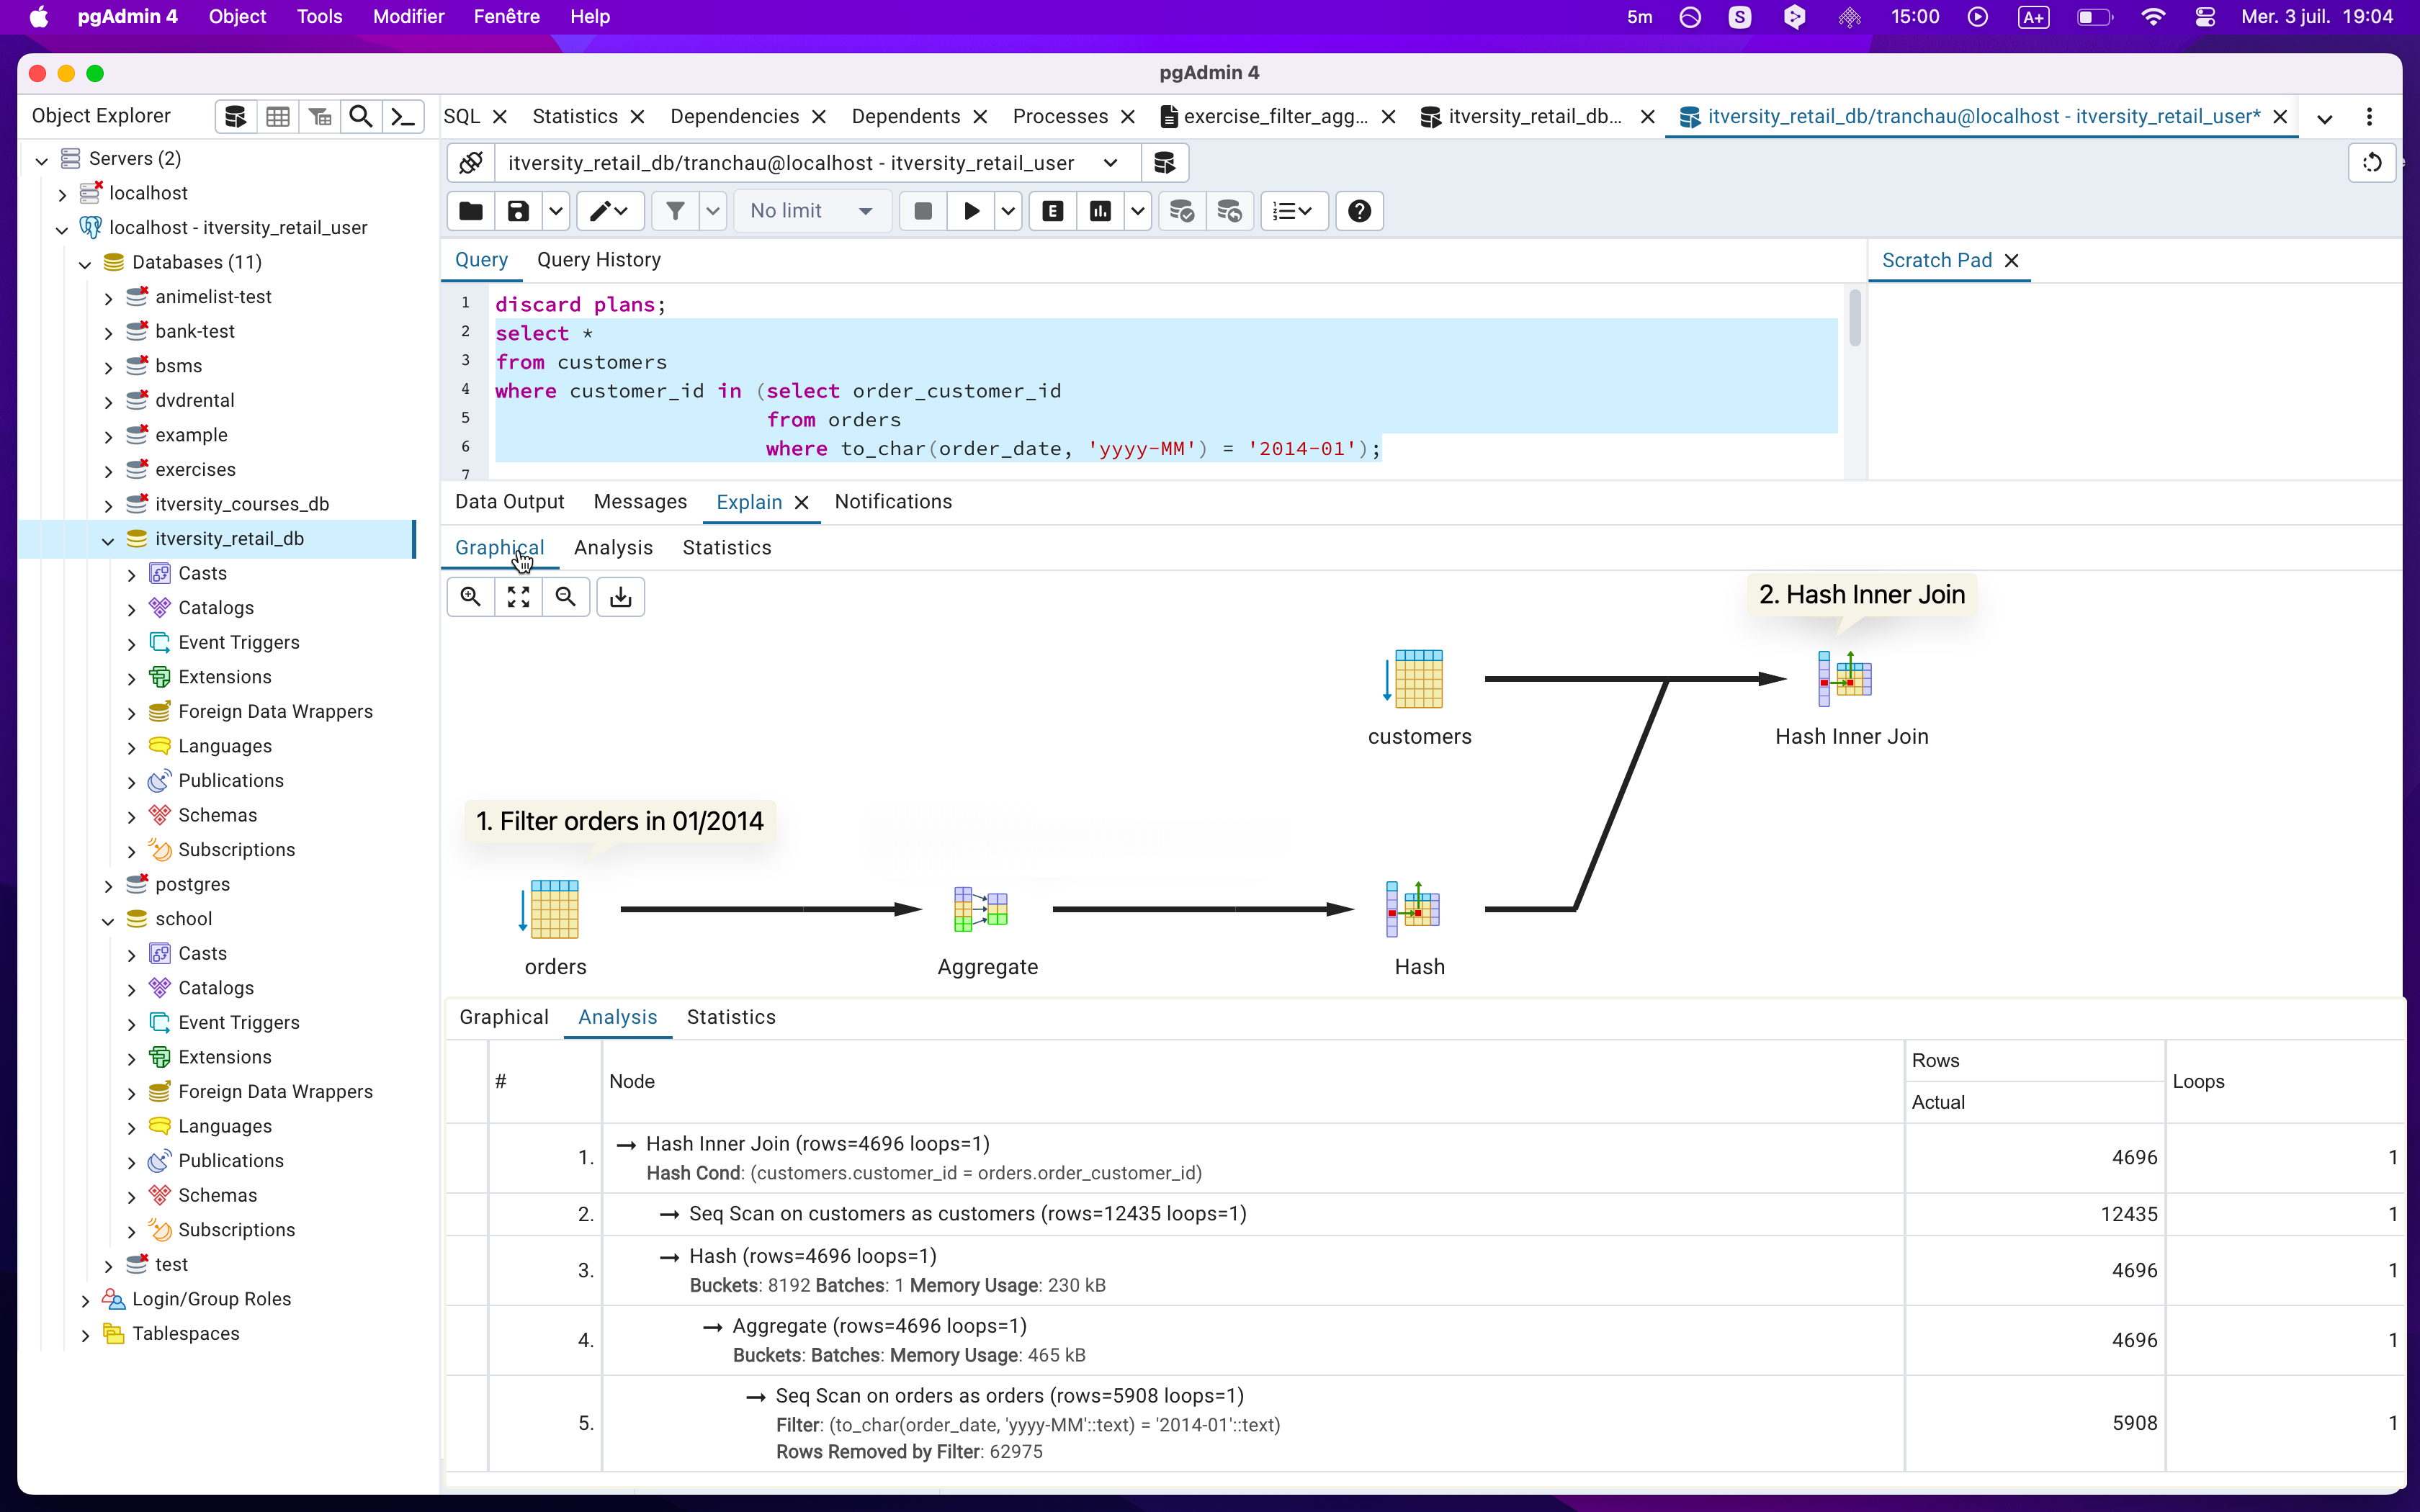 pgAdmin 4 Object Tools Modifier Fenêtre Help 5m S 15:00 A+ Mer. 3 juil. 19:04
pgAdmin 4
Object Explorer
SQL Statistics Dependencies Dependents Processes exercise_filter_agg... itversity_retail_db... itversity_retail_db/tranchau@localhost - itversity_retail_user*
Servers (2)
localhost
localhost - itversity_retail_user
Databases (11)
animelist-test
bank-test
bsms
dvdrental
example
exercises
itversity_courses_db
itversity_retail_db
Casts
Catalogs
Event Triggers
Extensions
Foreign Data Wrappers
Languages
Publications
Schemas
Subscriptions
postgres
school
Casts
Catalogs
Event Triggers
Extensions
Foreign Data Wrappers
Languages
Publications
Schemas
Subscriptions
test
Login/Group Roles
Tablespaces
itversity_retail_db/tranchau@localhost - itversity_retail_user
No limit E
Query Query History
Scratch Pad
1 discard plans;
2 select *
3 from customers
4 where customer_id in (select order_customer_id
5 from orders
6 where to_char(order_date, 'yyyy-MM') = '2014-01');
7
Data Output Messages Explain Notifications
Graphical Analysis Statistics
2. Hash Inner Join
customers
Hash Inner Join
1. Filter orders in 01/2014
orders
Aggregate
Hash
Graphical Analysis Statistics
# Node Rows Loops
Actual
1. → Hash Inner Join (rows=4696 loops=1) 4696 1
Hash Cond: (customers.customer_id = orders.order_customer_id)
2. → Seq Scan on customers as customers (rows=12435 loops=1) 12435 1
3. → Hash (rows=4696 loops=1) 4696 1
Buckets: 8192 Batches: 1 Memory Usage: 230 kB
4. → Aggregate (rows=4696 loops=1) 4696 1
Buckets: Batches: Memory Usage: 465 kB
5. → Seq Scan on orders as orders (rows=5908 loops=1) 5908 1
Filter: (to_char(order_date, 'yyyy-MM'::text) = '2014-01'::text)
Rows Removed by Filter: 62975